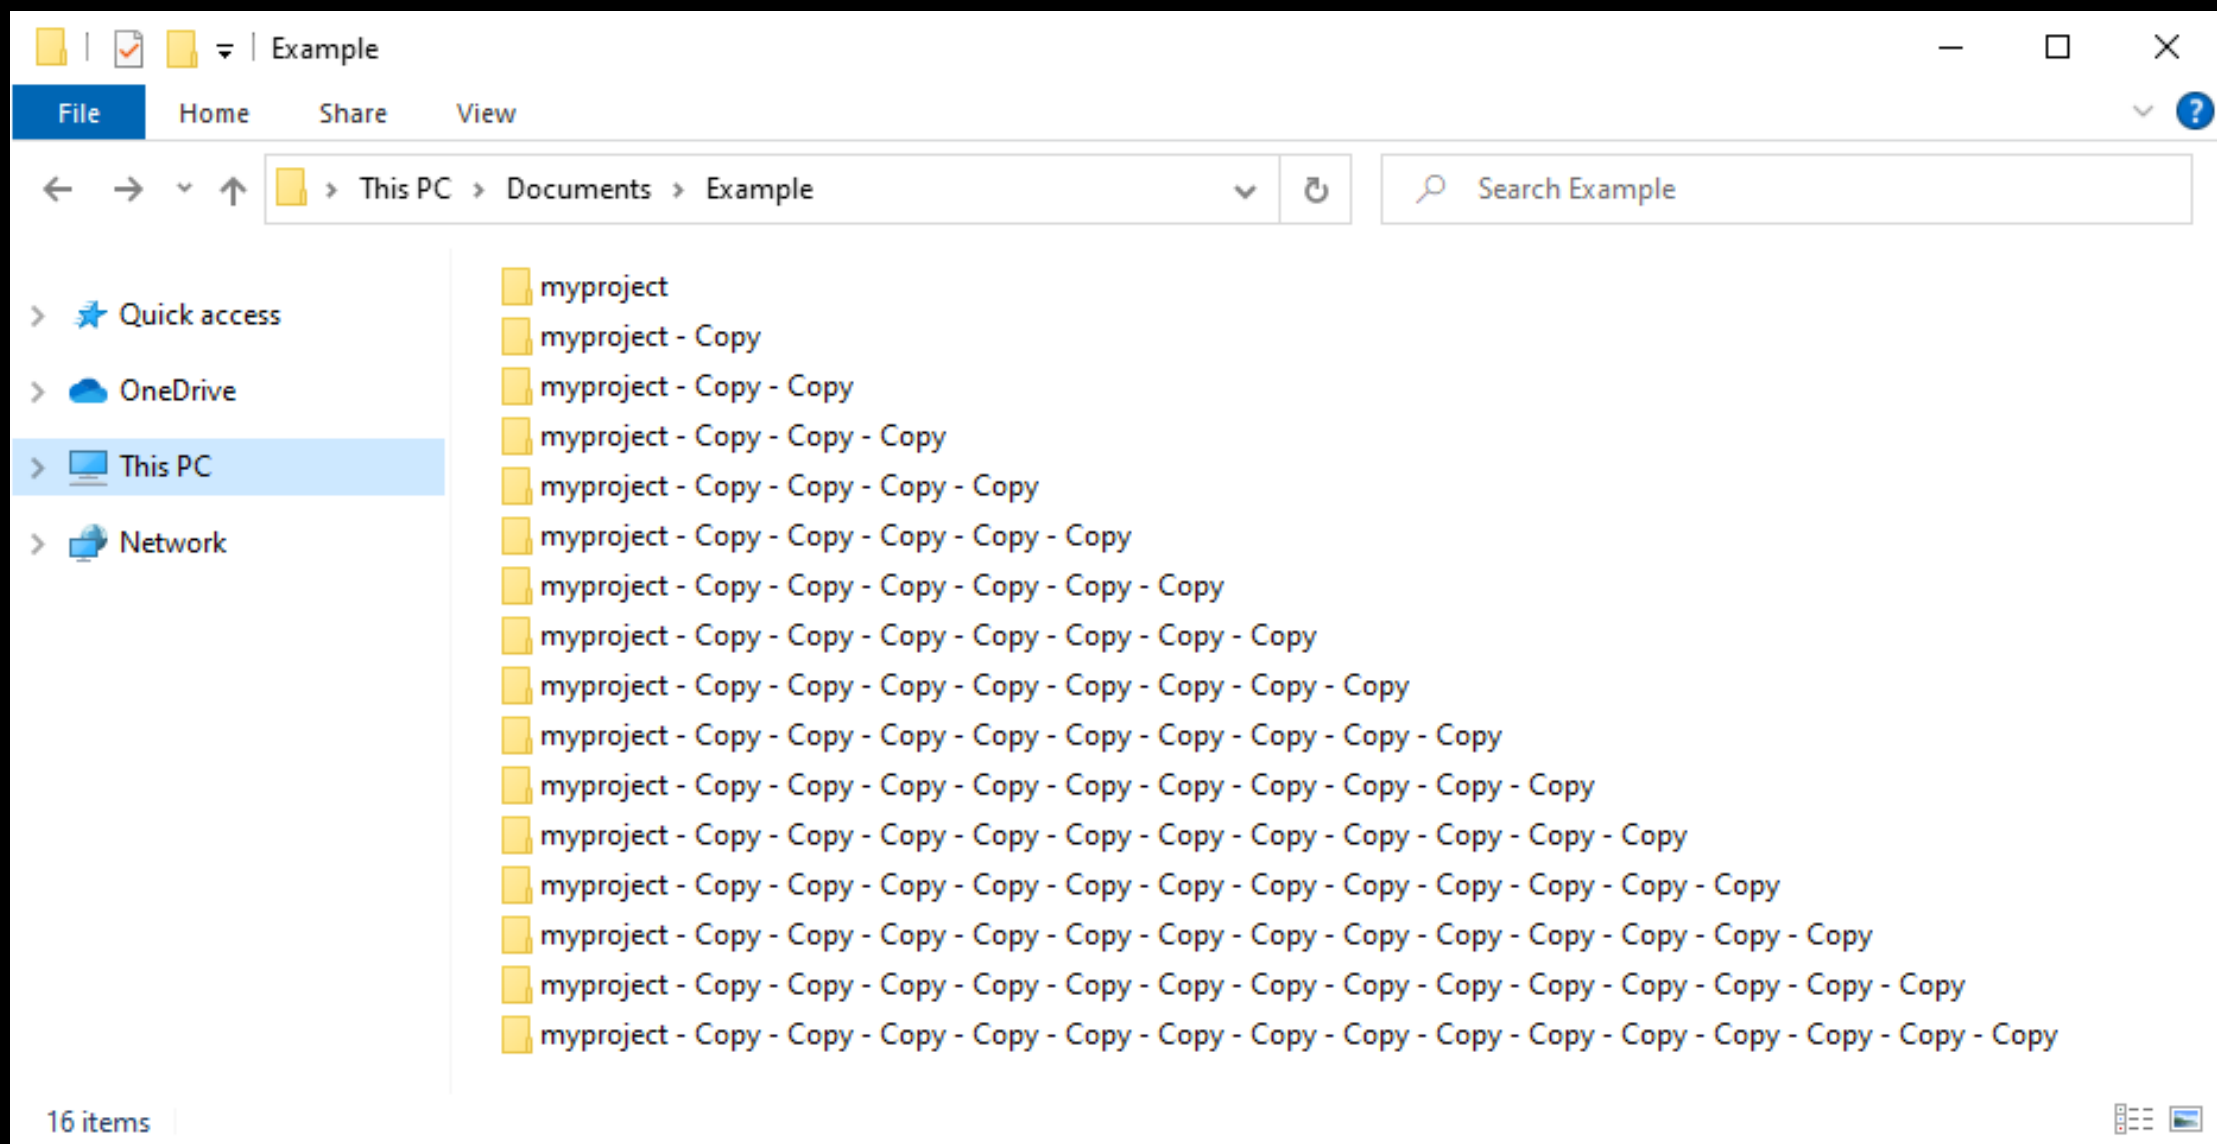 Example
File Home Share View
This PC > Documents > Example
Search Example
Quick access
OneDrive
This PC
Network
myproject
myproject - Copy
myproject - Copy - Copy
myproject - Copy - Copy - Copy
myproject - Copy - Copy - Copy - Copy
myproject - Copy - Copy - Copy - Copy - Copy
myproject - Copy - Copy - Copy - Copy - Copy - Copy
myproject - Copy - Copy - Copy - Copy - Copy - Copy - Copy
myproject - Copy - Copy - Copy - Copy - Copy - Copy - Copy - Copy
myproject - Copy - Copy - Copy - Copy - Copy - Copy - Copy - Copy - Copy
myproject - Copy - Copy - Copy - Copy - Copy - Copy - Copy - Copy - Copy - Copy
myproject - Copy - Copy - Copy - Copy - Copy - Copy - Copy - Copy - Copy - Copy - Copy
myproject - Copy - Copy - Copy - Copy - Copy - Copy - Copy - Copy - Copy - Copy - Copy - Copy
myproject - Copy - Copy - Copy - Copy - Copy - Copy - Copy - Copy - Copy - Copy - Copy - Copy - Copy
myproject - Copy - Copy - Copy - Copy - Copy - Copy - Copy - Copy - Copy - Copy - Copy - Copy - Copy - Copy
myproject - Copy - Copy - Copy - Copy - Copy - Copy - Copy - Copy - Copy - Copy - Copy - Copy - Copy - Copy - Copy
16 items